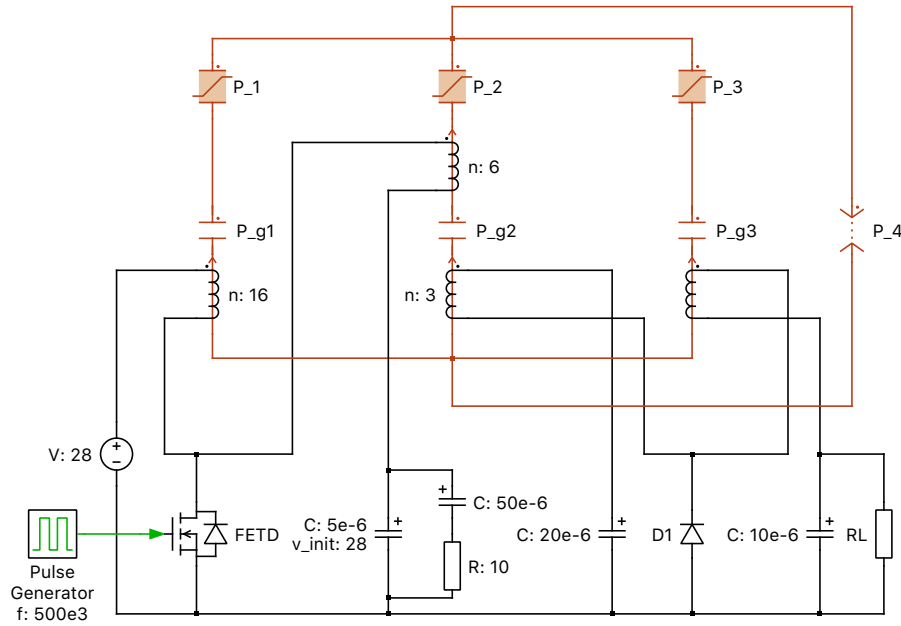 P_1
P_2
P_3
n: 6
P_g1
P_g2
P_g3
P_4
n: 16
n: 3
V: 28
+
−
+
C: 50e-6
C: 5e-6
v_init: 28
+
R: 10
C: 20e-6
+
D1
C: 10e-6
+
RL
FETD
Pulse
Generator
f: 500e3